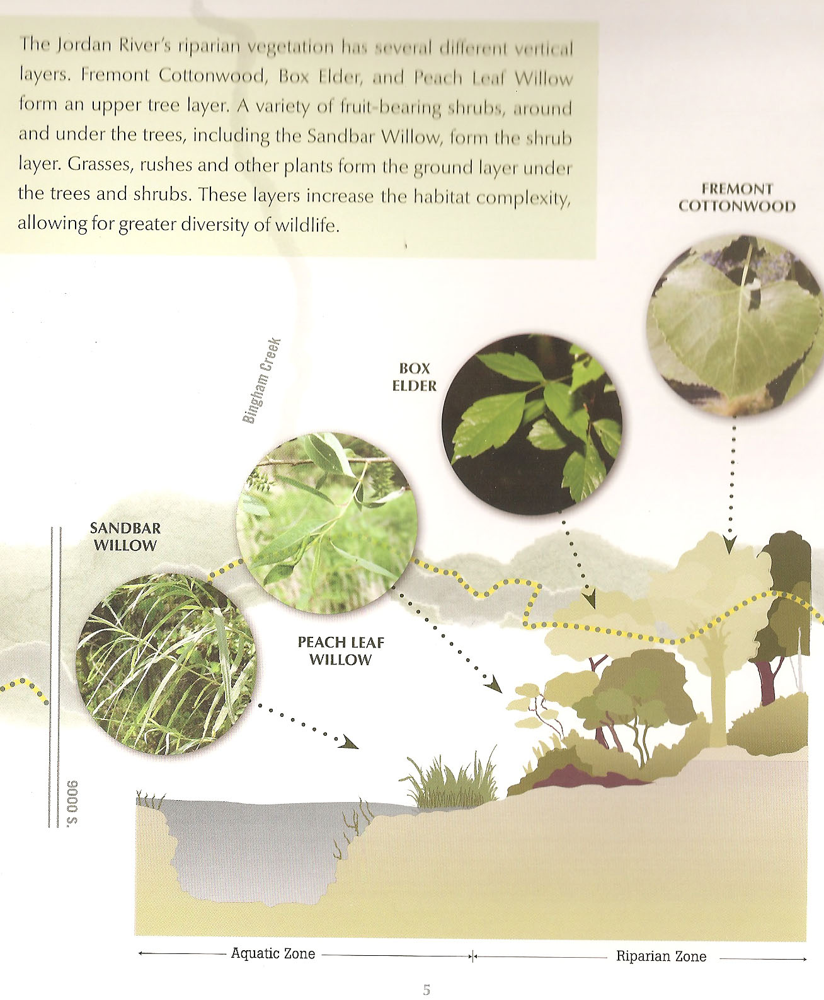 The Jordan River's riparian vegetation has several different vertical
layers. Fremont Cottonwood, Box Elder, and Peach Leaf Willow
form an upper tree layer. A variety of fruit-bearing shrubs, around
and under the trees, including the Sandbar Willow, form the shrub
layer. Grasses, rushes and other plants form the ground layer under
the trees and shrubs. These layers increase the habitat complexity,
allowing for greater diversity of wildlife.
FREMONT
COTTONWOOD
BOX
ELDER
Bingham Creek
SANDBAR
WILLOW
PEACH LEAF
WILLOW
9000 S.
Aquatic Zone
Riparian Zone
5